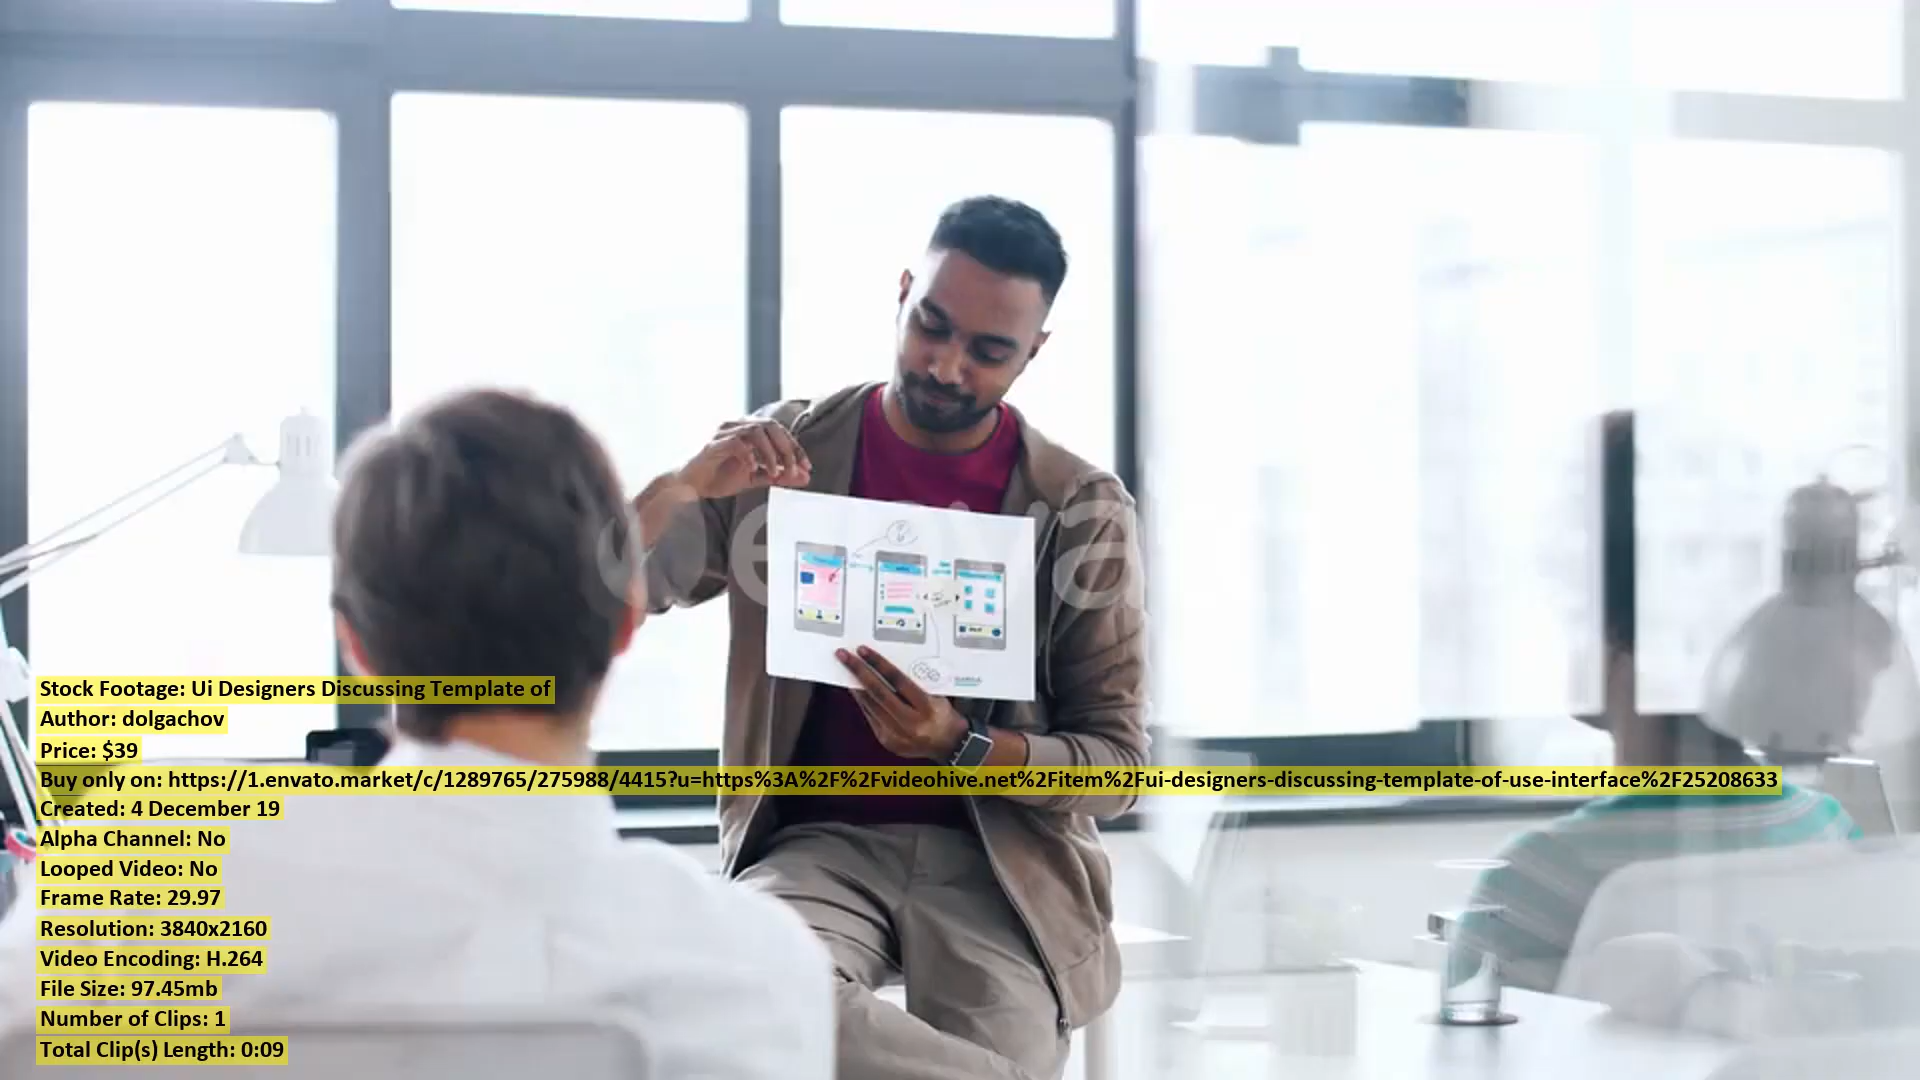 envato
Stock Footage: Ui Designers Discussing Template of
Author: dolgachov
Price: $39
Buy only on: https://1.envato.market/c/1289765/275988/4415?u=https%3A%2F%2Fvideohive.net%2Fitem%2Fui-designers-discussing-template-of-use-interface%2F25208633
Created: 4 December 19
Alpha Channel: No
Looped Video: No
Frame Rate: 29.97
Resolution: 3840x2160
Video Encoding: H.264
File Size: 97.45mb
Number of Clips: 1
Total Clip(s) Length: 0:09